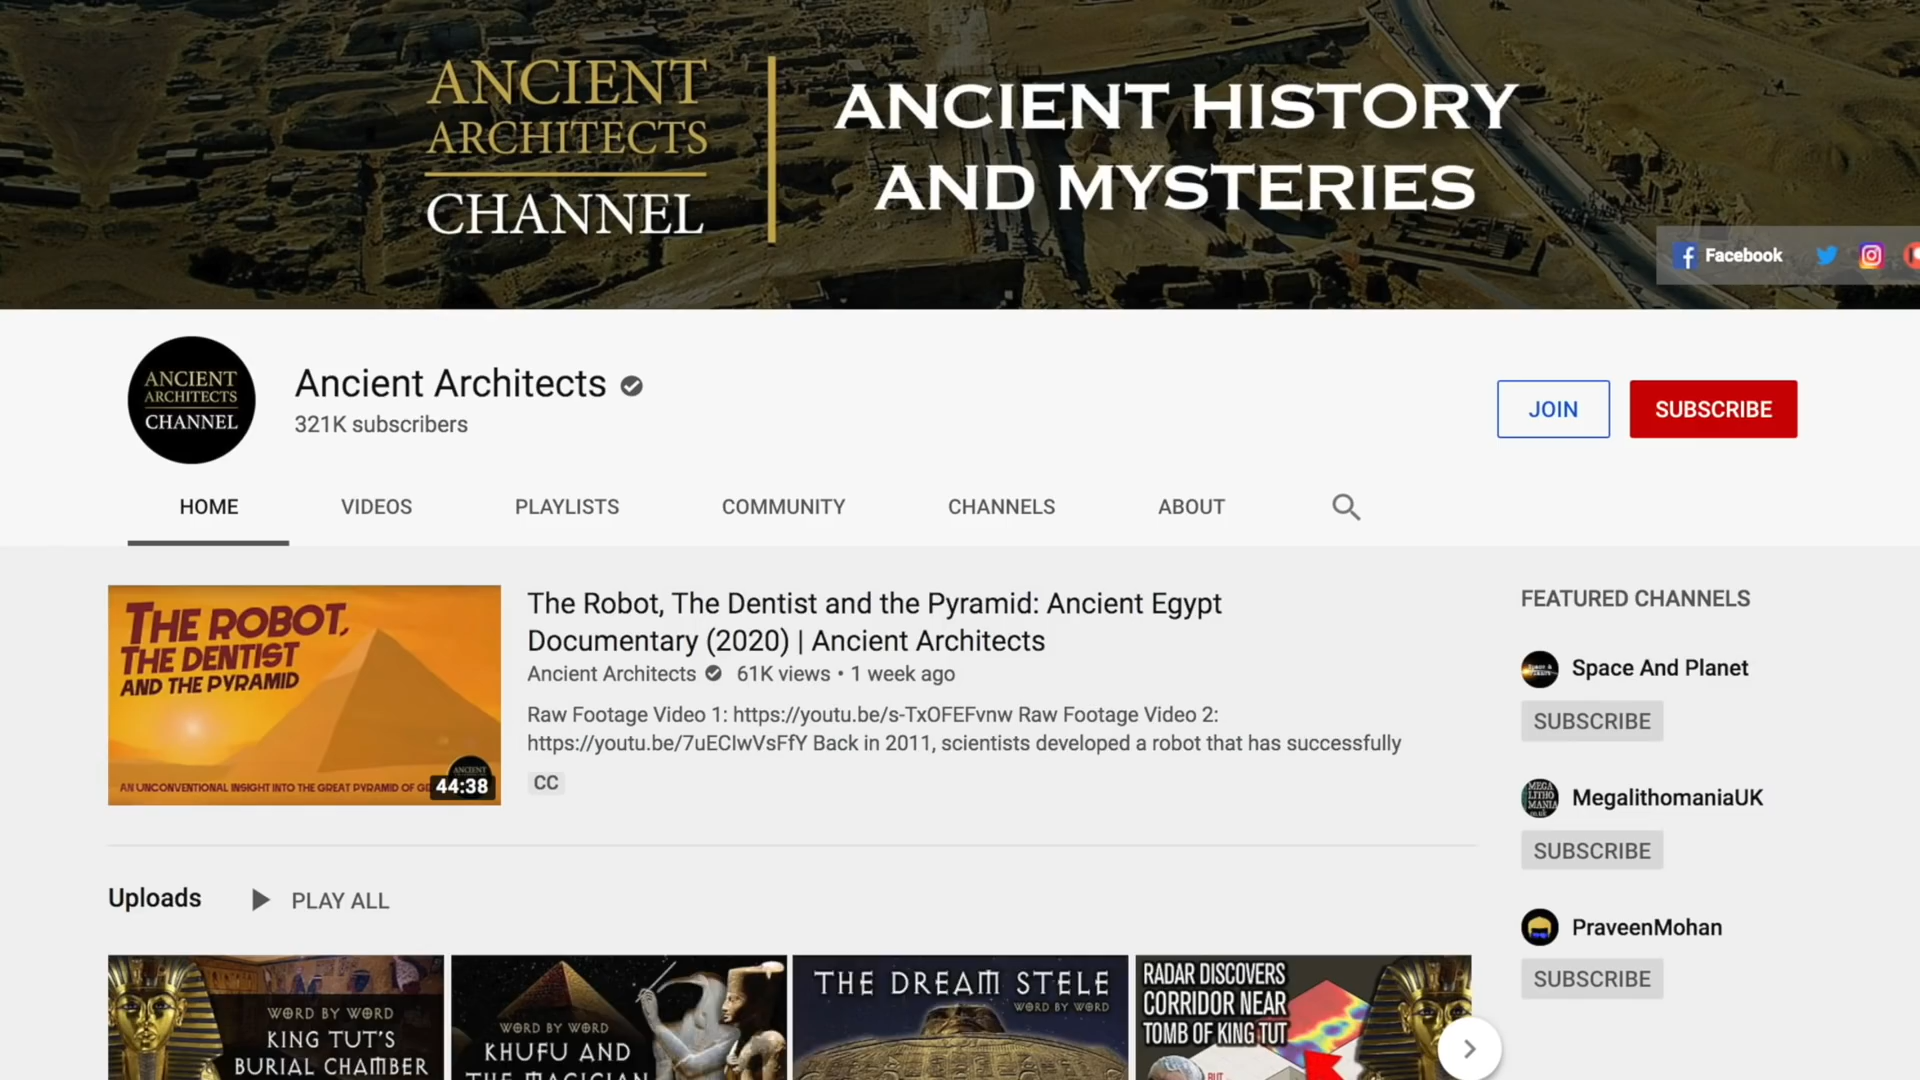 ANCIENT
ARCHITECTS
CHANNEL
ANCIENT HISTORY
AND MYSTERIES
Facebook
ANCIENT
ARCHITECTS
CHANNEL
Ancient Architects
321K subscribers
JOIN
SUBSCRIBE
HOME
VIDEOS
PLAYLISTS
COMMUNITY
CHANNELS
ABOUT
THE ROBOT,
THE DENTIST
AND THE PYRAMID
ANCIENT
AN UNCONVENTIONAL INSIGHT INTO THE GREAT PYRAMID OF
44:38
The Robot, The Dentist and the Pyramid: Ancient Egypt
Documentary (2020) | Ancient Architects
Ancient Architects 61K views • 1 week ago
Raw Footage Video 1: https://youtu.be/s-TxOFEFvnw Raw Footage Video 2:
https://youtu.be/7uECIwVsFfY Back in 2011, scientists developed a robot that has successfully
CC
FEATURED CHANNELS
Space And Planet
SUBSCRIBE
MegalithomaniaUK
SUBSCRIBE
PraveenMohan
SUBSCRIBE
Uploads
PLAY ALL
WORD BY WORD
KING TUT'S
BURIAL CHAMBER
WORD BY WORD
KHUFU AND
THE MAGICIAN
THE DREAM STELE
WORD BY WORD
RADAR DISCOVERS
CORRIDOR NEAR
TOMB OF KING TUT
BUT